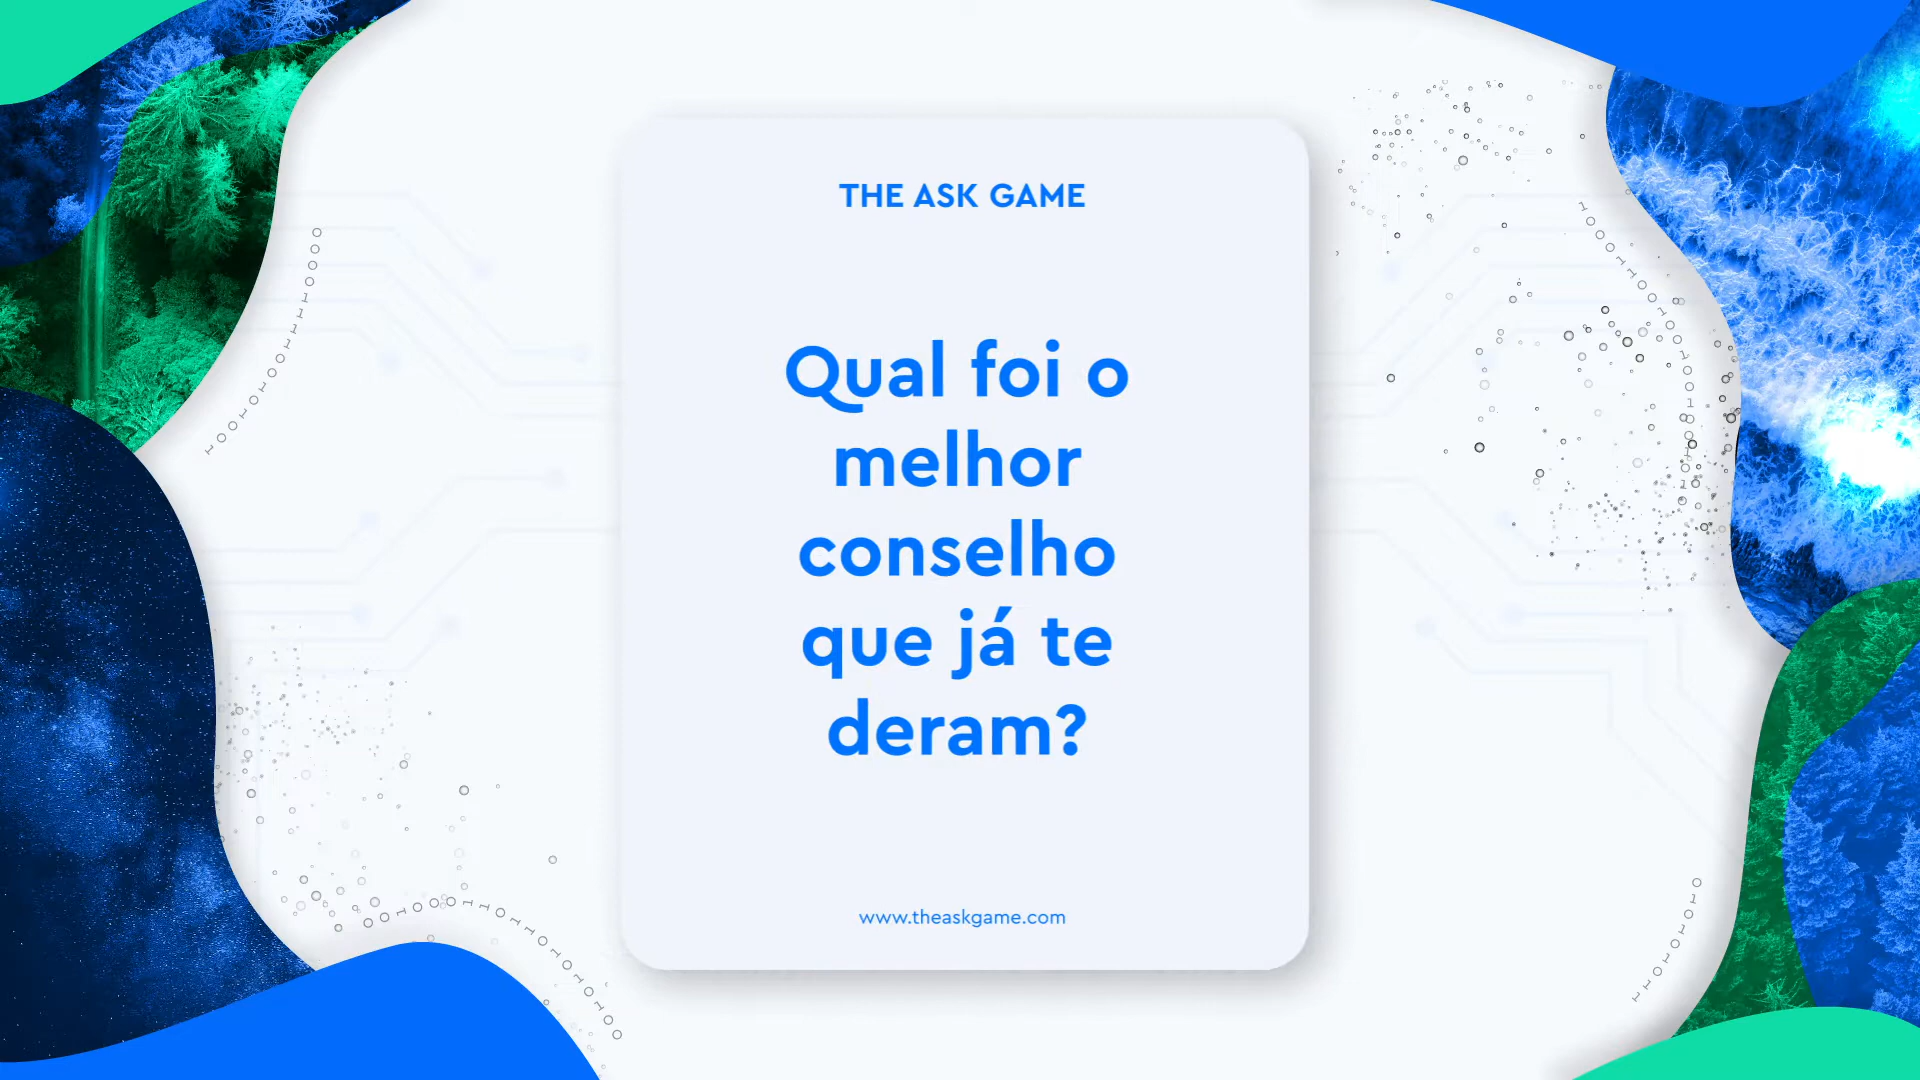 THE ASK GAME
Qual foi o
melhor
conselho
que já te
deram?
www.theaskgame.com